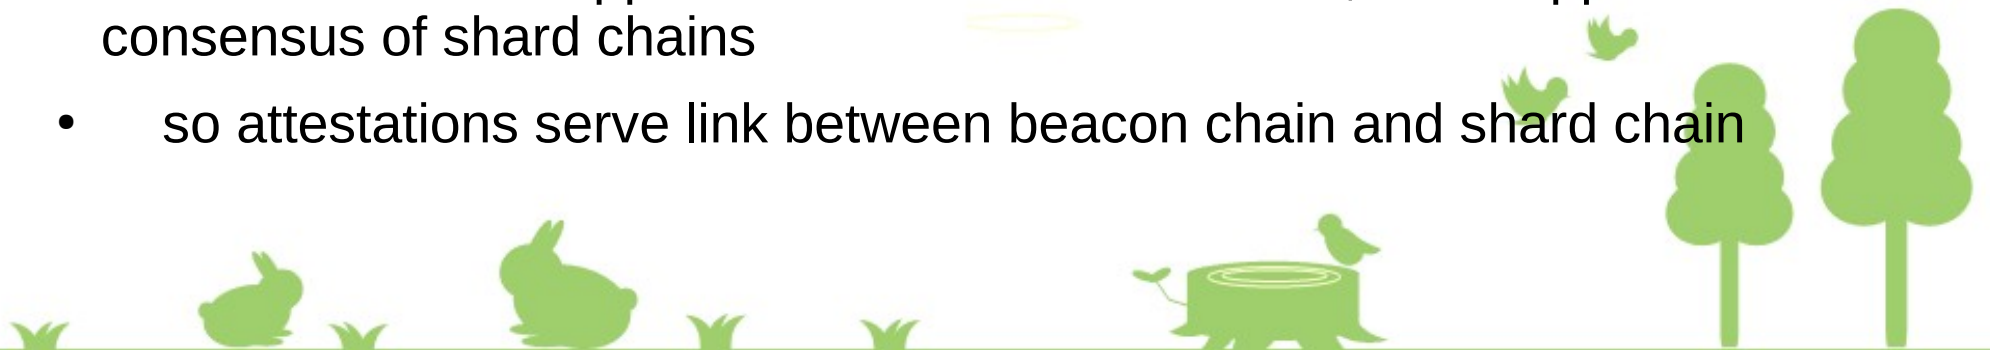 consensus of shard chains
• so attestations serve link between beacon chain and shard chain